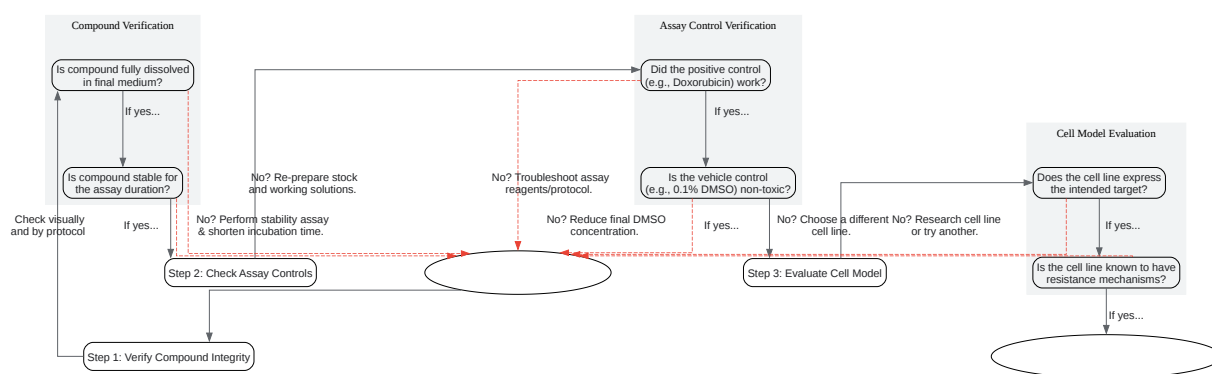 Compound Verification
Is compound fully dissolved
in final medium?
If yes...
Is compound stable for
the assay duration?
Check visually
and by protocol
If yes...
No? Re-prepare stock
and working solutions.
No? Perform stability assay
& shorten incubation time.
Step 2: Check Assay Controls
Step 1: Verify Compound Integrity
Assay Control Verification
Did the positive control
(e.g., Doxorubicin) work?
If yes...
Is the vehicle control
(e.g., 0.1% DMSO) non-toxic?
No? Troubleshoot assay
reagents/protocol.
No? Reduce final DMSO
concentration.
If yes...
Step 3: Evaluate Cell Model
Cell Model Evaluation
Does the cell line express
the intended target?
No? Choose a different
cell line.
No? Research cell line
or try another.
If yes...
Is the cell line known to have
resistance mechanisms?
If yes...